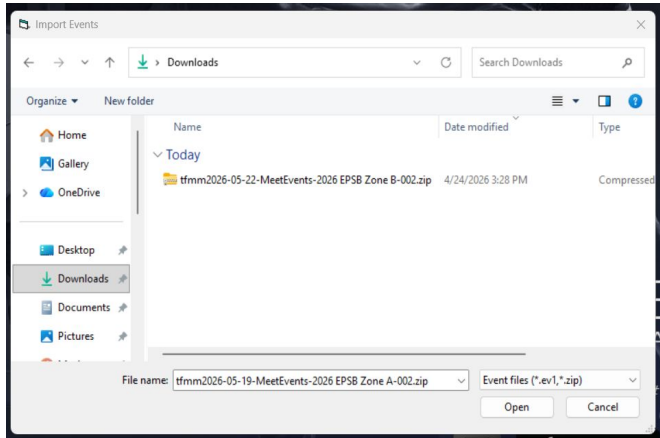 Import Events
Downloads
Search Downloads
Organize
New folder
Home
Gallery
OneDrive
Desktop
Downloads
Documents
Pictures
Name
Date modified
Type
Today
tfmm2026-05-22-MeetEvents-2026 EPSB Zone B-002.zip
4/24/2026 3:28 PM
Compressed
File name:
tfmm2026-05-19-MeetEvents-2026 EPSB Zone A-002.zip
Event files (*.ev1,*.zip)
Open
Cancel